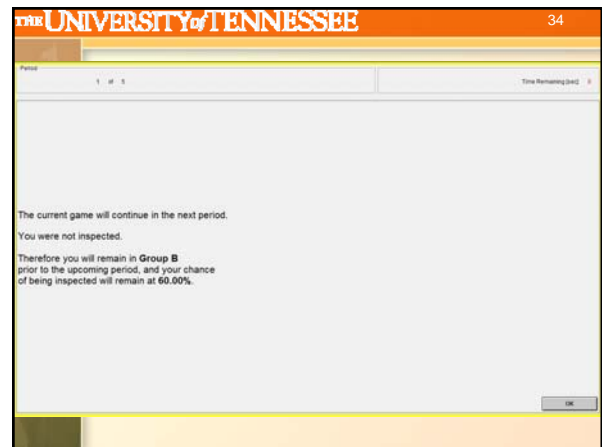 THE UNIVERSITY of TENNESSEE 34
Period
1 of 1
Time Remaining [sec]: 0
The current game will continue in the next period.
You were not inspected.
Therefore you will remain in Group B
prior to the upcoming period, and your chance
of being inspected will remain at 60.00%.
OK